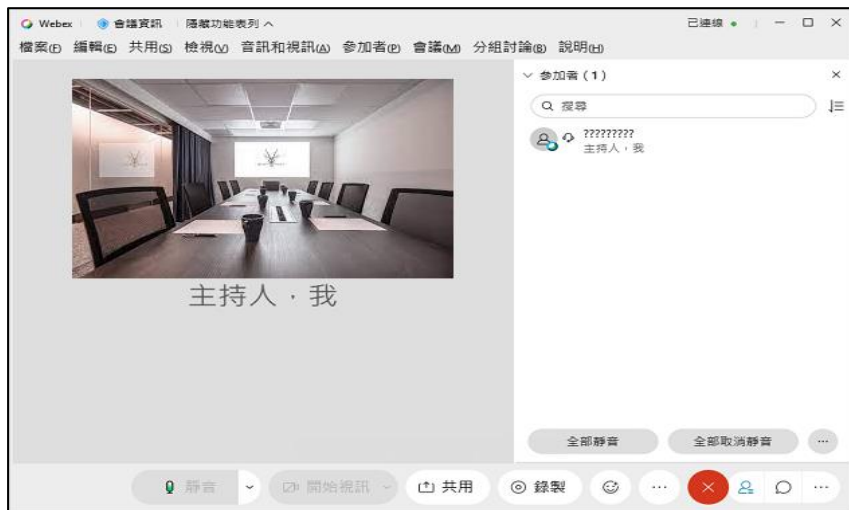 Webex 會議資訊 隱藏功能表列 已連線
檔案(F) 編輯(E) 共用(S) 檢視(V) 音訊和視訊(A) 參加者(P) 會議(M) 分組討論(B) 說明(H)
參加者 (1)
搜尋
?????????
主持人，我
主持人，我
全部靜音 全部取消靜音 ...
靜音 開始視訊 共用 錄製 ... ...